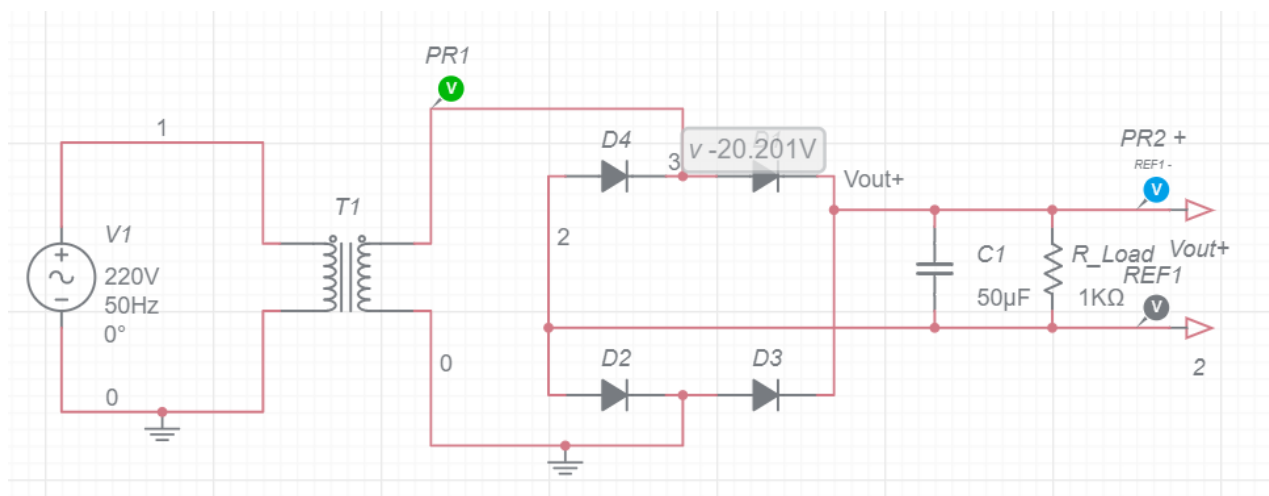 PR1
V
1
D4
D1
v -20.201V
3
PR2 +
REF1 -
V
Vout+
T1
V1
220V
50Hz
0°
2
C1
50µF
R_Load
1KΩ
Vout+
REF1
V
D2
D3
0
2
0